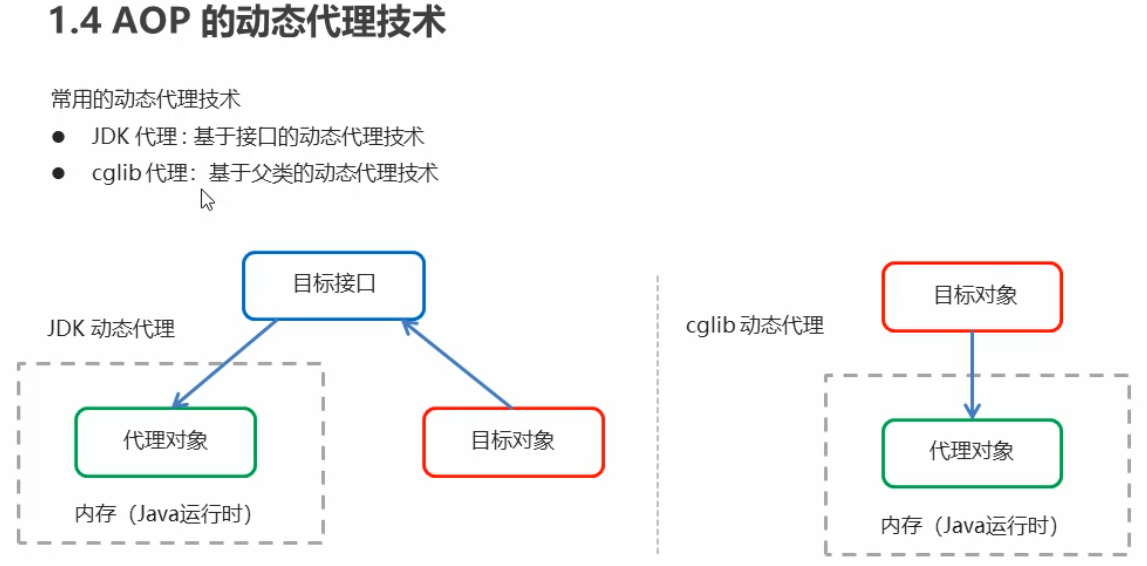 1.4 AOP 的动态代理技术
常用的动态代理技术
● JDK 代理 : 基于接口的动态代理技术
● cglib 代理：基于父类的动态代理技术
目标接口
JDK 动态代理
代理对象
目标对象
内存（Java运行时）
目标对象
cglib 动态代理
代理对象
内存（Java运行时）